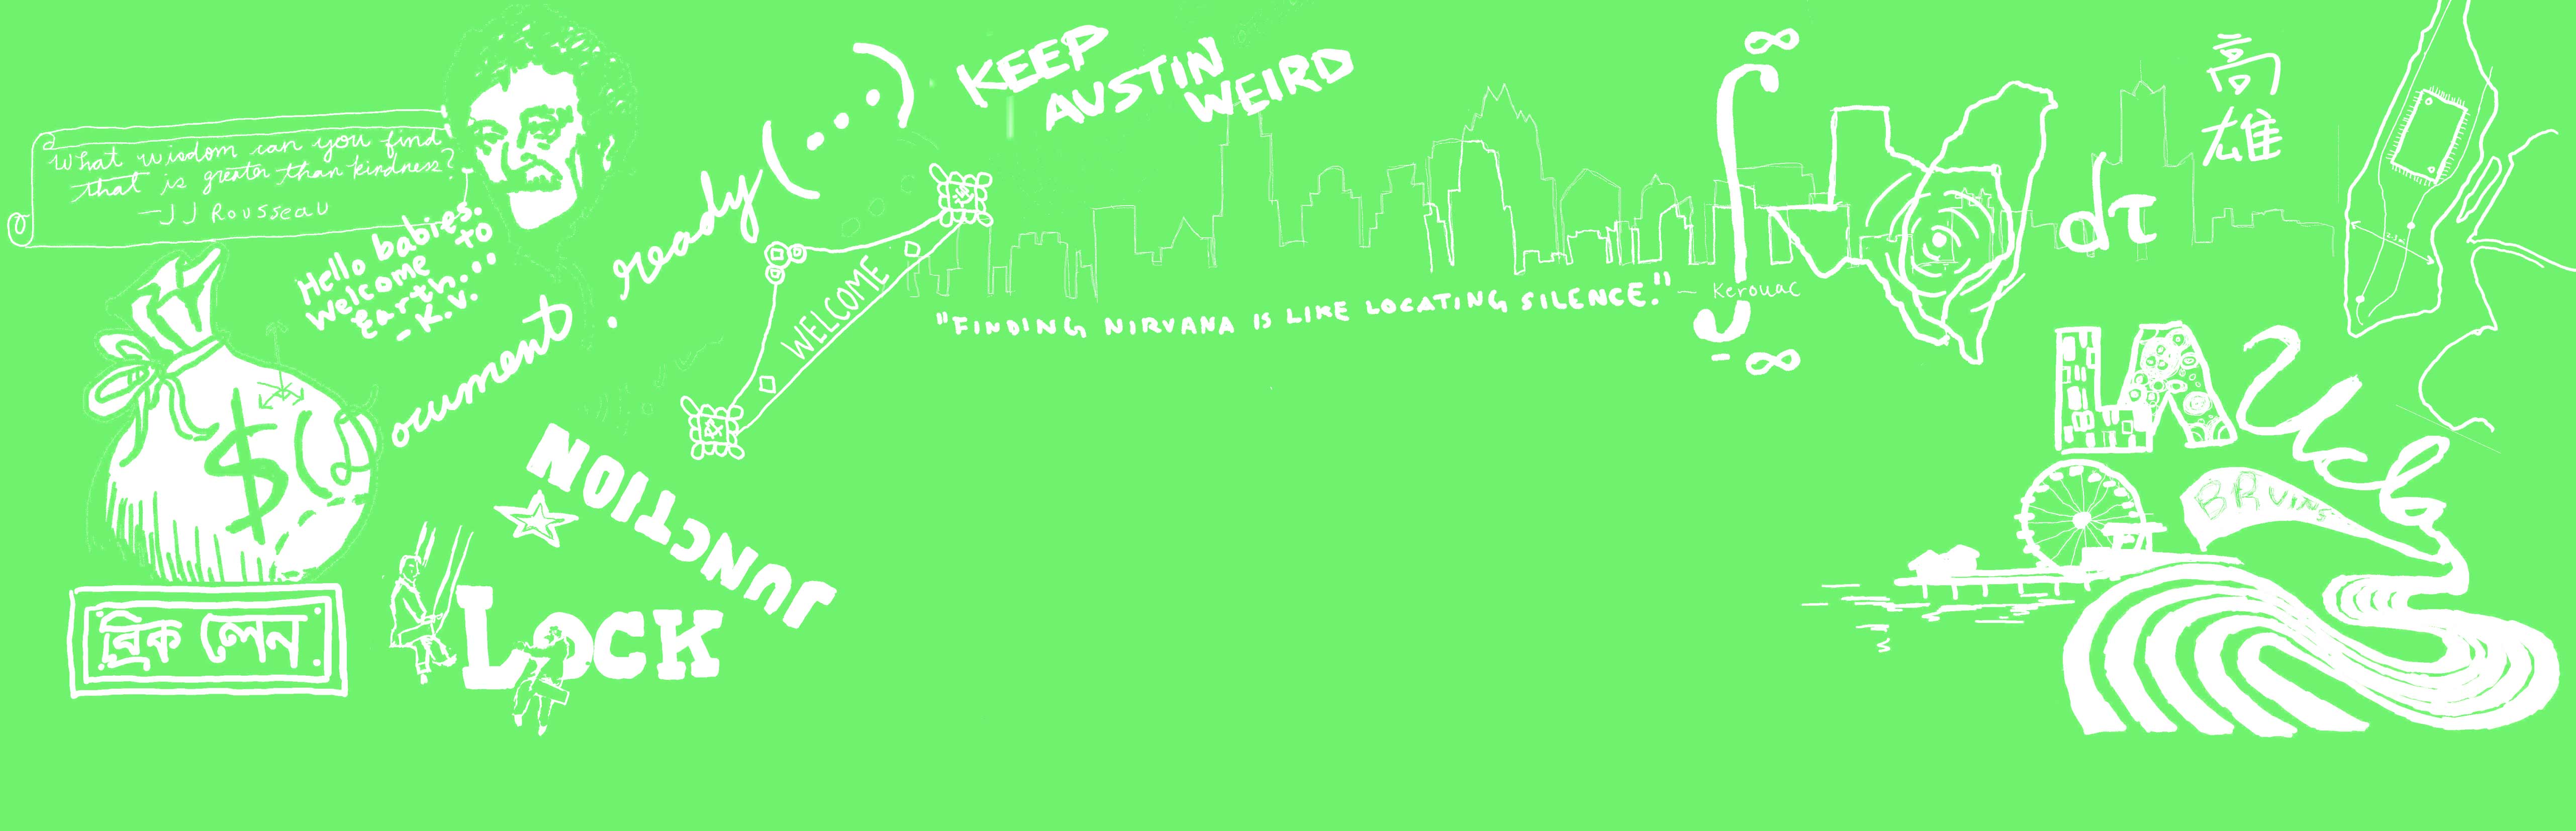 What wisdom can you find
that is greater than kindness?
—JJ Rousseau
Hello babies.
Welcome to
Earth...
- K.V.
$(Document).ready(...)
WELCOME
KEEP
AUSTIN
WEIRD
"FINDING NIRVANA IS LIKE LOCATING SILENCE." — Kerouac
∞
∫
dτ
-∞
高
雄
LA
Ucla
BRUINS
JUNCTION
LOCK
ব্রিক লেন